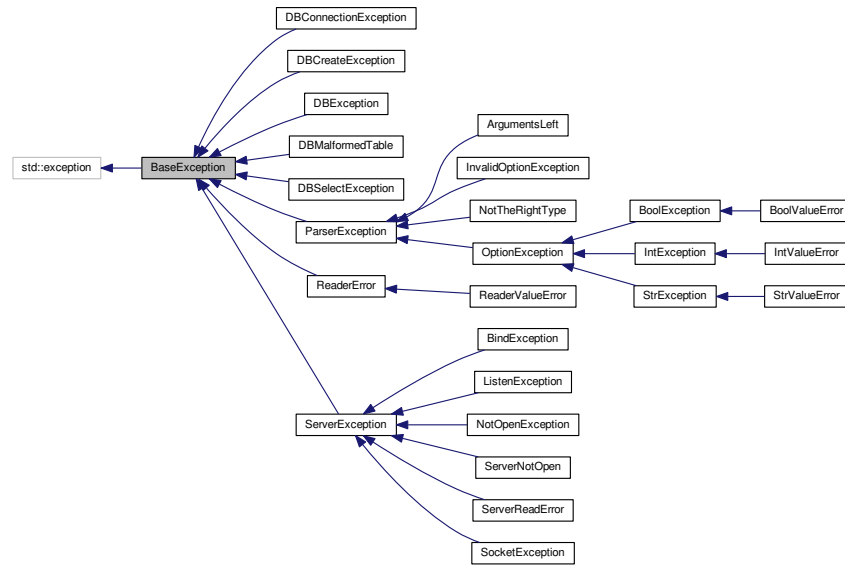 DBConnectionException
DBCreateException
DBException
ArgumentsLeft
DBMalformedTable
std::exception
BaseException
InvalidOptionException
DBSelectException
NotTheRightType
BoolException
BoolValueError
ParserException
OptionException
IntException
IntValueError
ReaderError
ReaderValueError
StrException
StrValueError
BindException
ListenException
ServerException
NotOpenException
ServerNotOpen
ServerReadError
SocketException